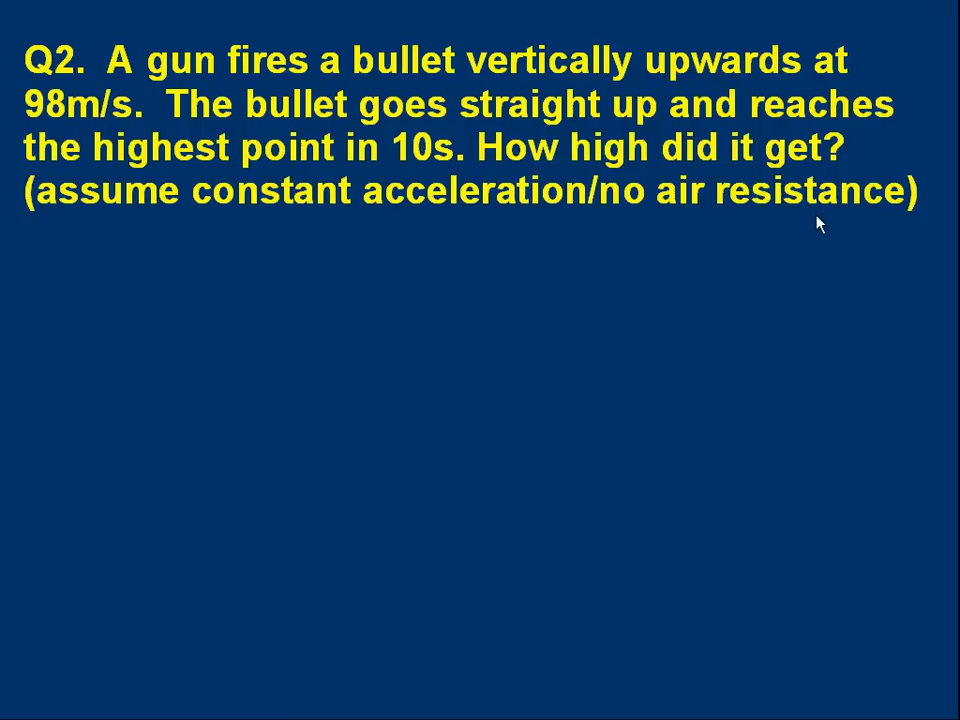 Q2.  A gun fires a bullet vertically upwards at
98m/s.  The bullet goes straight up and reaches
the highest point in 10s. How high did it get?
(assume constant acceleration/no air resistance)